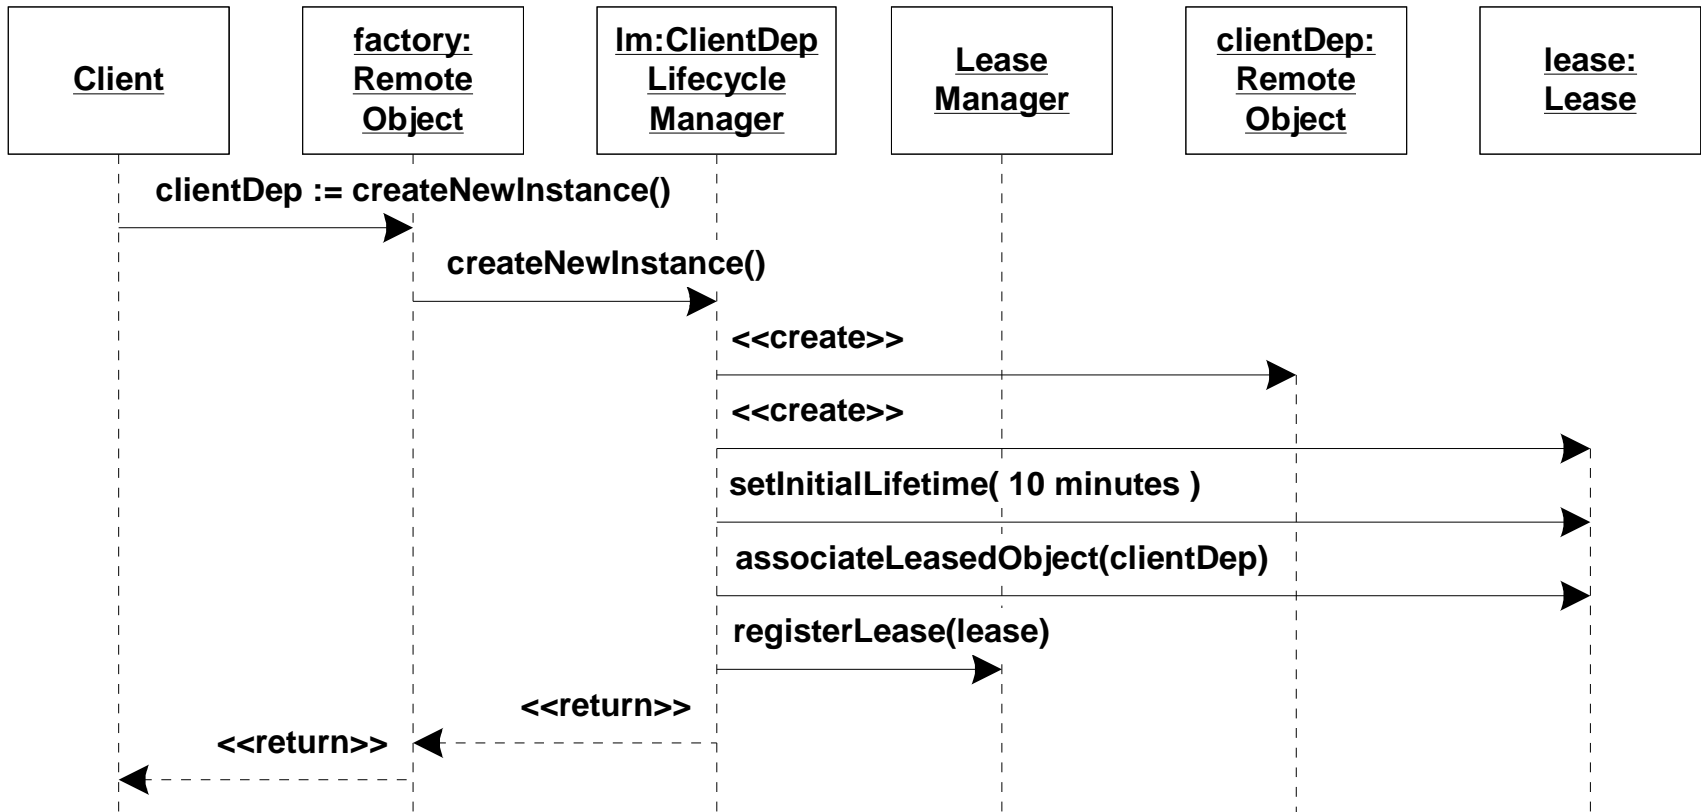 Client
factory:
Remote
Object
lm:ClientDep
Lifecycle
Manager
Lease
Manager
clientDep:
Remote
Object
lease:
Lease
clientDep := createNewInstance()
createNewInstance()
<<create>>
<<create>>
setInitialLifetime( 10 minutes )
associateLeasedObject(clientDep)
registerLease(lease)
<<return>>
<<return>>